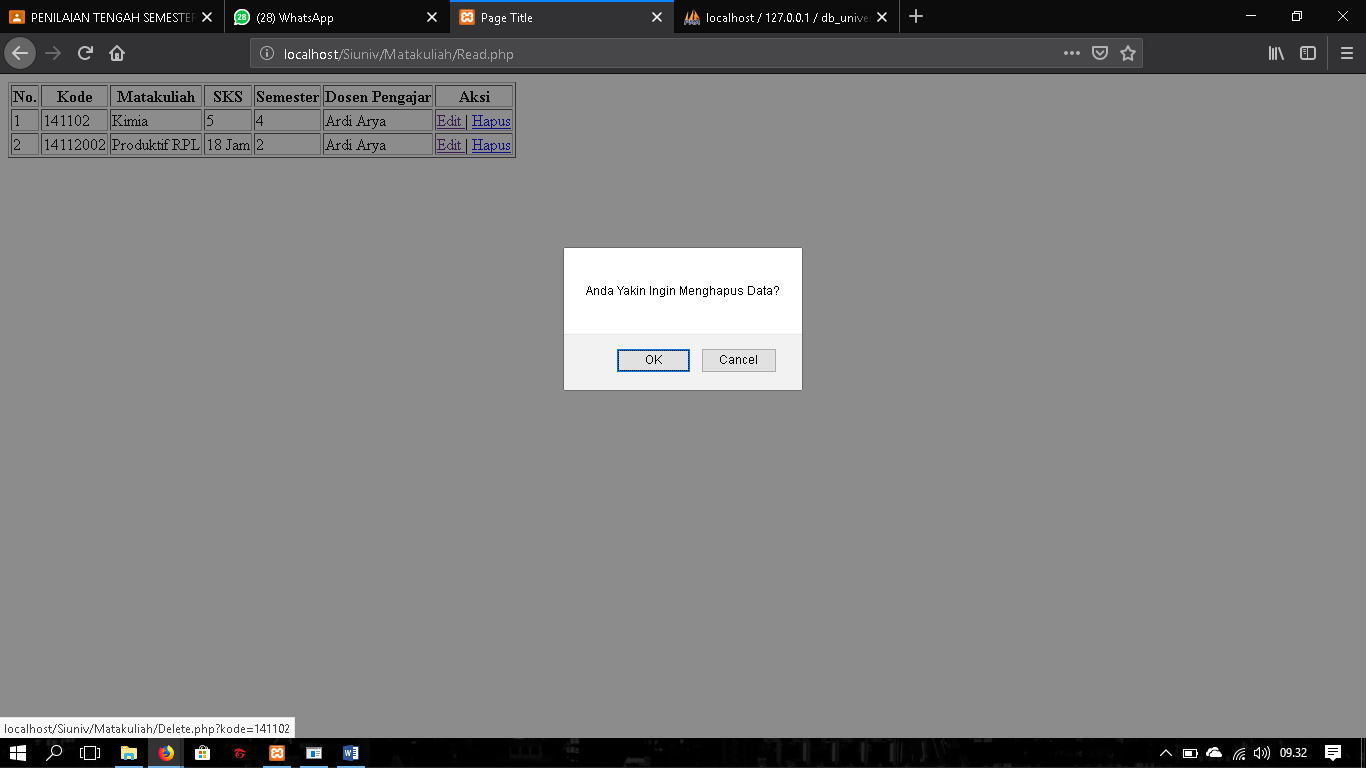 PENILAIAN TENGAH SEMESTER
28 (28) WhatsApp
Page Title
localhost / 127.0.0.1 / db_unive
localhost/Siuniv/Matakuliah/Read.php
No. Kode Matakuliah SKS Semester Dosen Pengajar Aksi
1 141102 Kimia 5 4 Ardi Arya Edit | Hapus
2 14112002 Produktif RPL 18 Jam 2 Ardi Arya Edit | Hapus
Anda Yakin Ingin Menghapus Data?
OK Cancel
localhost/Siuniv/Matakuliah/Delete.php?kode=141102
09.32